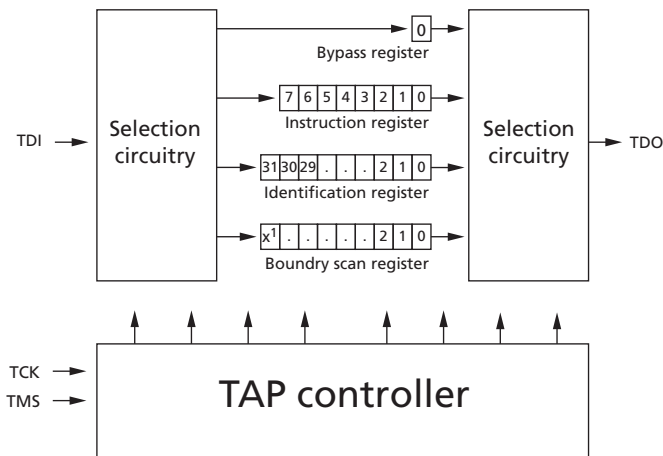 0
Bypass register
7 6 5 4 3 2 1 0
Instruction register
TDI
Selection
circuitry
Selection
circuitry
TDO
31 30 29 . . . 2 1 0
Identification register
x1 . . . . . 2 1 0
Boundry scan register
TCK
TMS
TAP controller